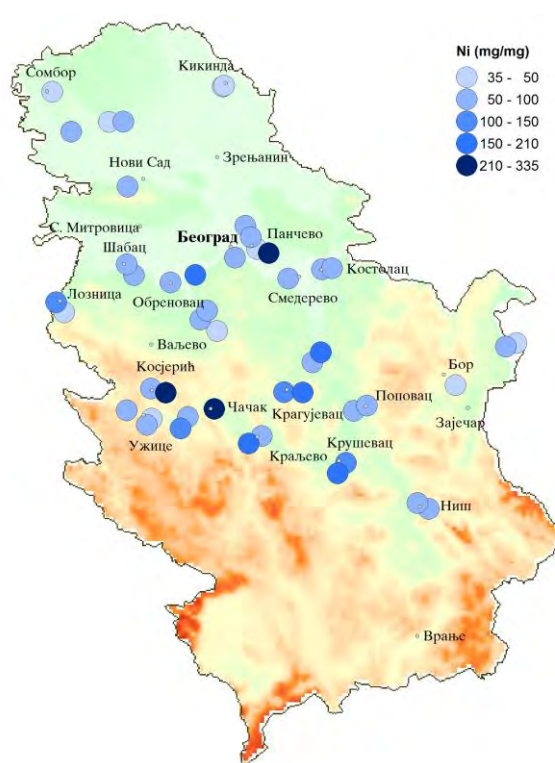 Ni (mg/mg)
35 - 50
50 - 100
100 - 150
150 - 210
210 - 335
Сомбор
Кикинда
Нови Сад
Зрењанин
С. Митровица
Београд
Панчево
Шабац
Костолац
Лозница
Обреновац
Смедерево
Ваљево
Косјерић
Бор
Чачак
Поповац
Крагујевац
Зајечар
Ужице
Краљево
Крушевац
Ниш
Врање